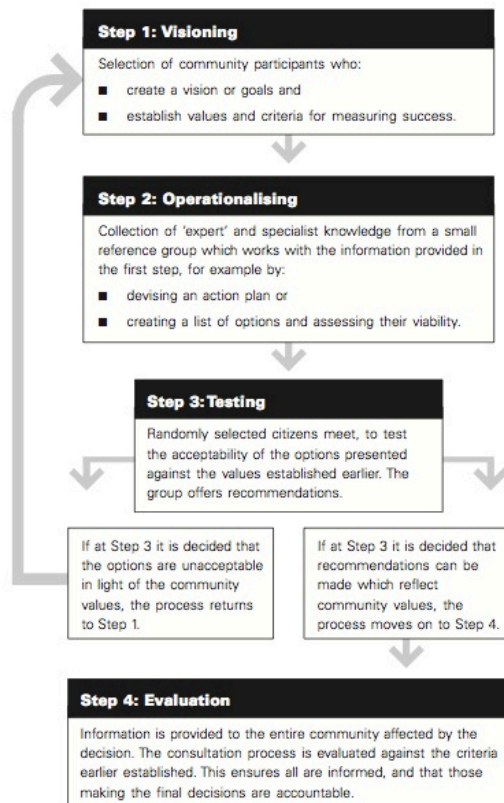 Step 1: Visioning
Selection of community participants who:
■ create a vision or goals and
■ establish values and criteria for measuring success.
Step 2: Operationalising
Collection of 'expert' and specialist knowledge from a small
reference group which works with the information provided in
the first step, for example by:
■ devising an action plan or
■ creating a list of options and assessing their viability.
Step 3: Testing
Randomly selected citizens meet, to test
the acceptability of the options presented
against the values established earlier. The
group offers recommendations.
If at Step 3 it is decided that
the options are unacceptable
in light of the community
values, the process returns
to Step 1.
If at Step 3 it is decided that
recommendations can be
made which reflect
community values, the
process moves on to Step 4.
Step 4: Evaluation
Information is provided to the entire community affected by the
decision. The consultation process is evaluated against the criteria
earlier established. This ensures all are informed, and that those
making the final decisions are accountable.